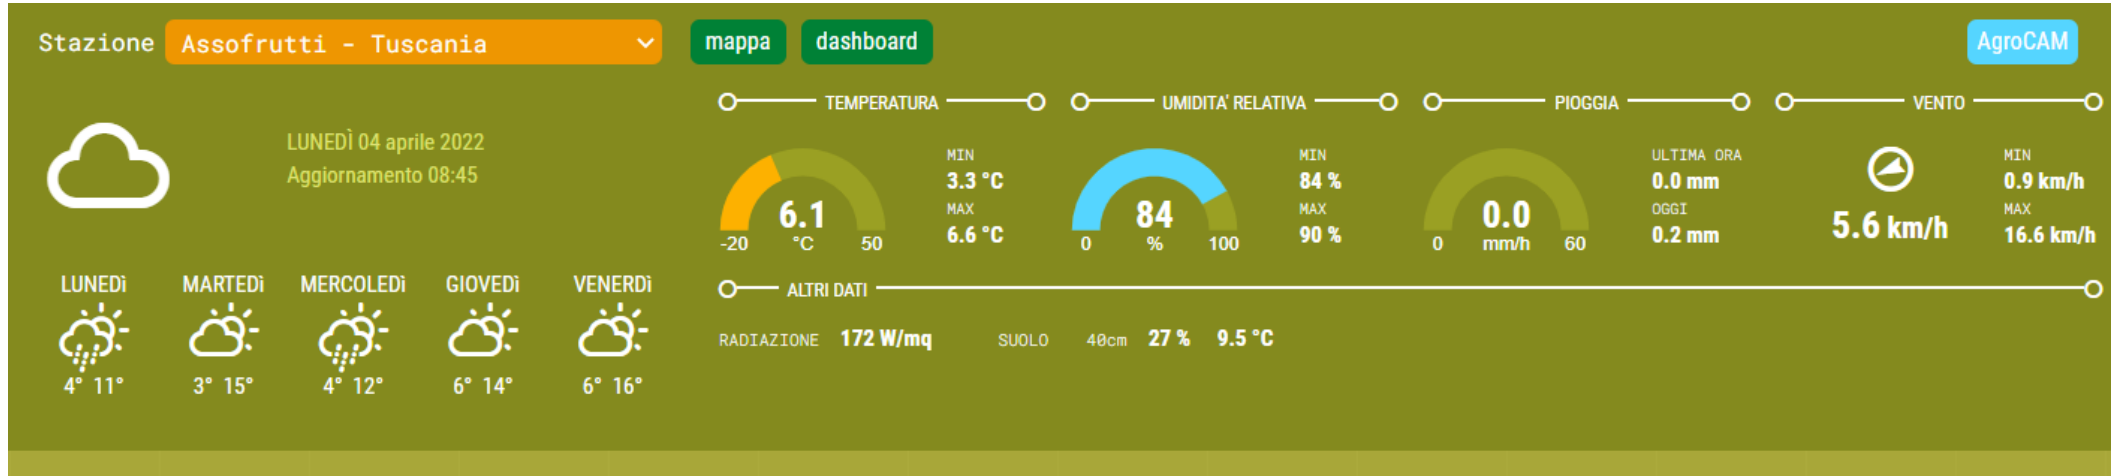 Stazione Assofrutti - Tuscania mappa dashboard AgroCAM
LUNEDÌ 04 aprile 2022
Aggiornamento 08:45
LUNEDì MARTEDì MERCOLEDì GIOVEDì VENERDì
4° 11° 3° 15° 4° 12° 6° 14° 6° 16°
TEMPERATURA
6.1
°C
-20 50
MIN
3.3 °C
MAX
6.6 °C
UMIDITA' RELATIVA
84
%
0 100
MIN
84 %
MAX
90 %
PIOGGIA
0.0
mm/h
0 60
ULTIMA ORA
0.0 mm
OGGI
0.2 mm
VENTO
5.6 km/h
MIN
0.9 km/h
MAX
16.6 km/h
ALTRI DATI
RADIAZIONE 172 W/mq SUOLO 40cm 27 % 9.5 °C